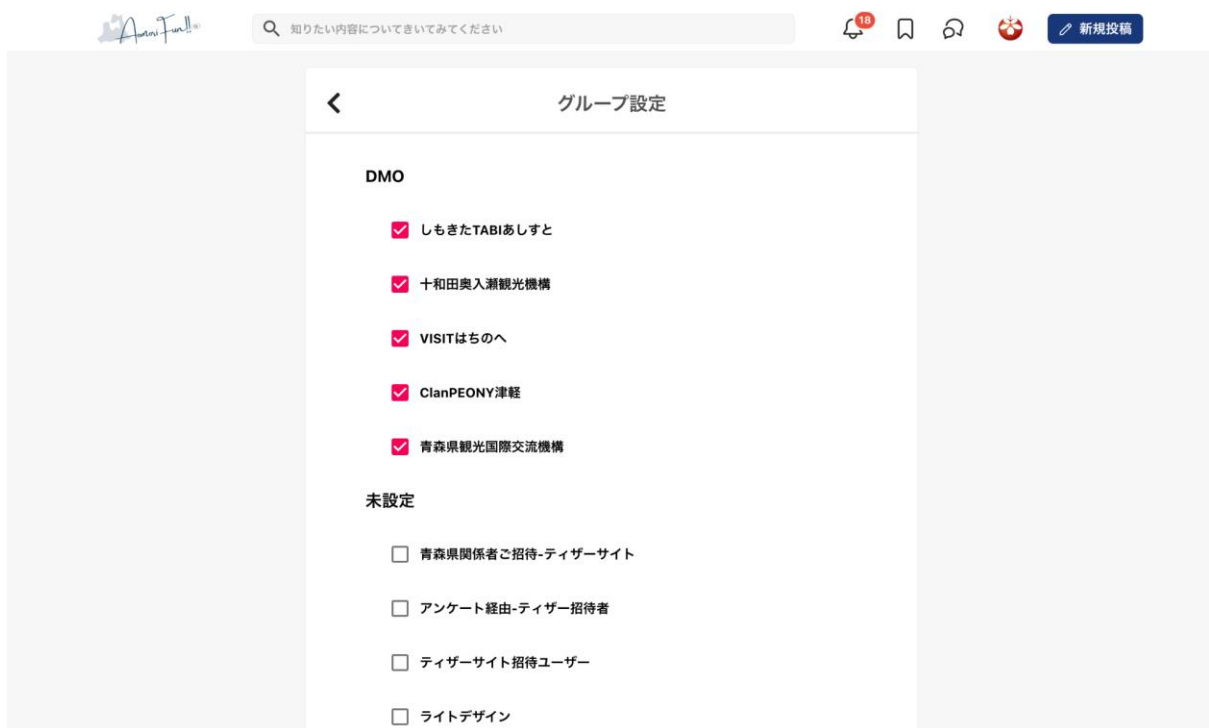 Aomori Fun!!
知りたい内容についてきいてみてください
18
新規投稿
グループ設定
DMO
しもきたTABIあしすと
十和田奥入瀬観光機構
VISITはちのへ
ClanPEONY津軽
青森県観光国際交流機構
未設定
青森県関係者ご招待-ティザーサイト
アンケート経由-ティザー招待者
ティザーサイト招待ユーザー
ライトデザイン